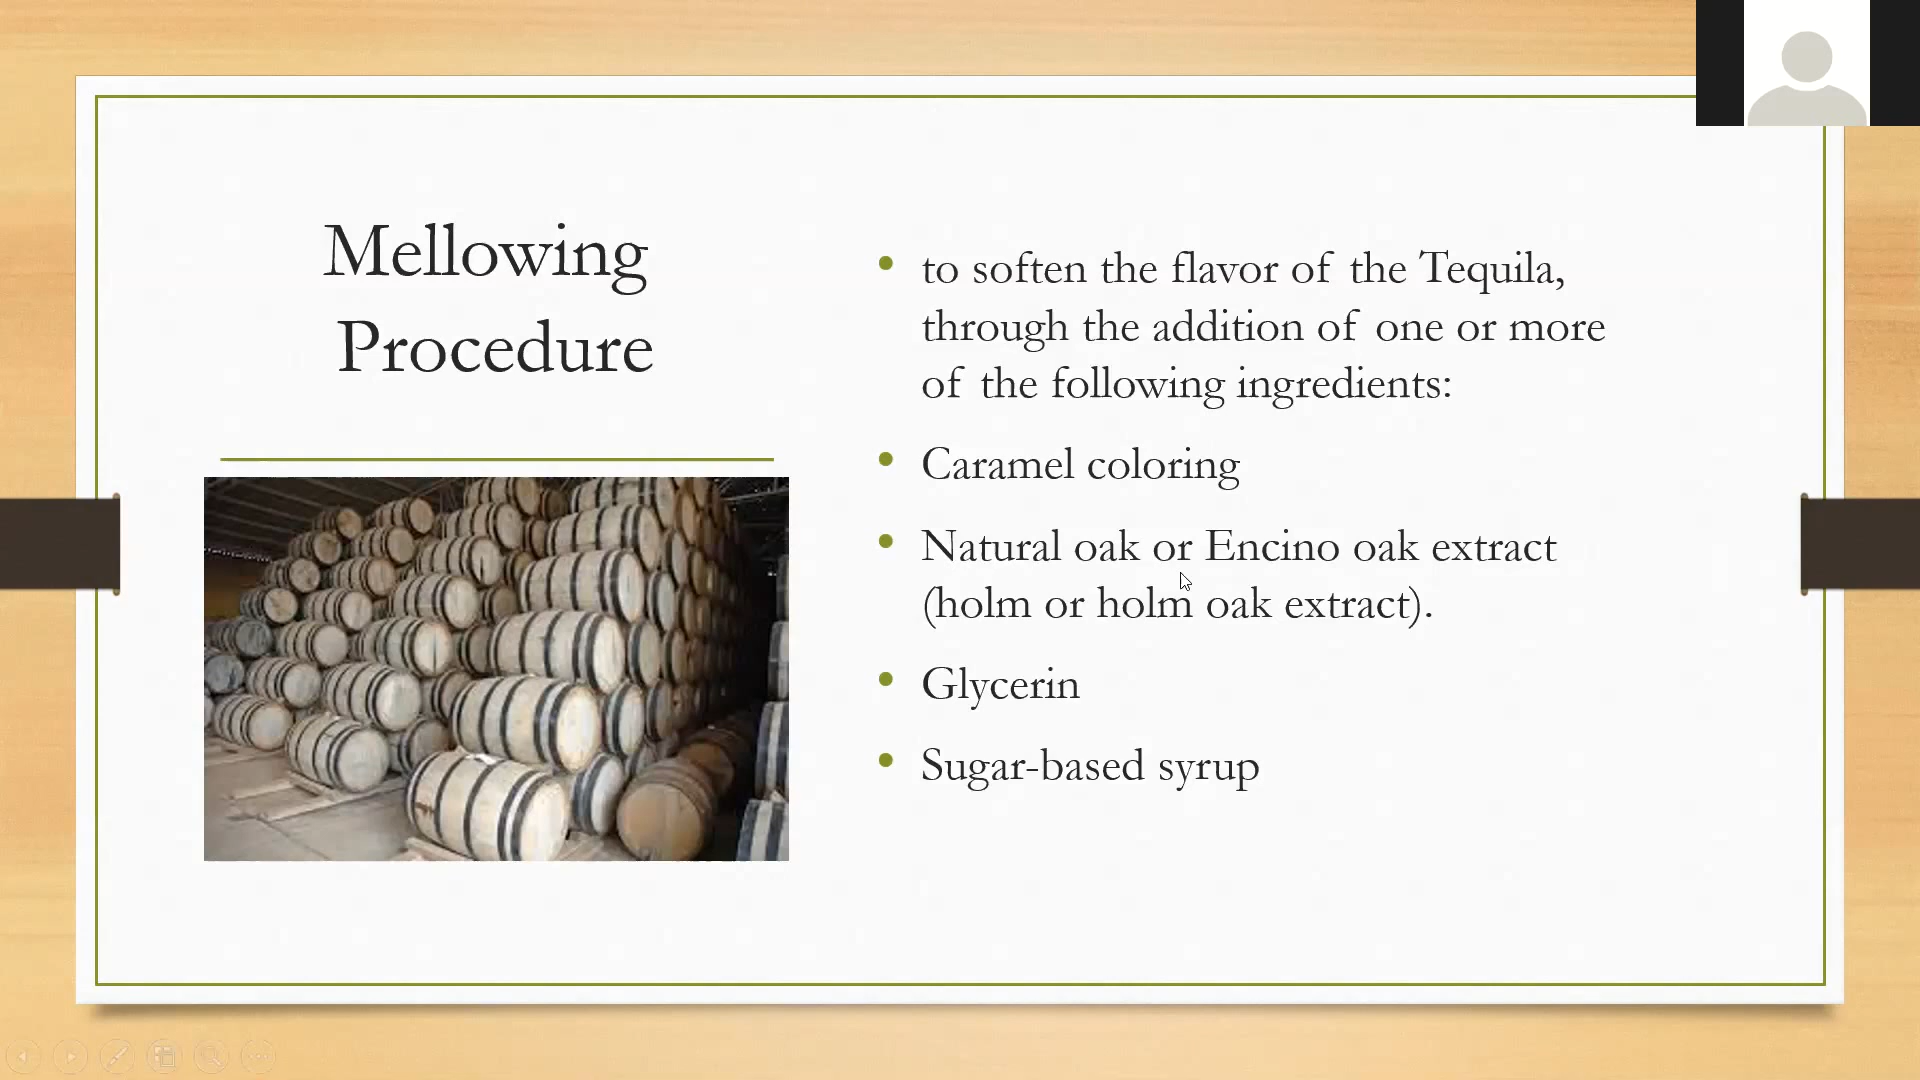 Mellowing
Procedure
to soften the flavor of the Tequila,
through the addition of one or more
of the following ingredients:
Caramel coloring
Natural oak or Encino oak extract
(holm or holm oak extract).
Glycerin
Sugar-based syrup